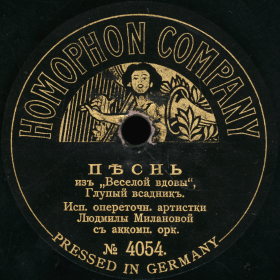 HOMOPHON COMPANY
ПѢСНЬ
изъ „Веселой вдовы“,
Глупый всадникъ.
Исп. опереточн. артистки
Людмилы Милановой
съ аккомп. орк.
№ 4054.
PRESSED IN GERMANY